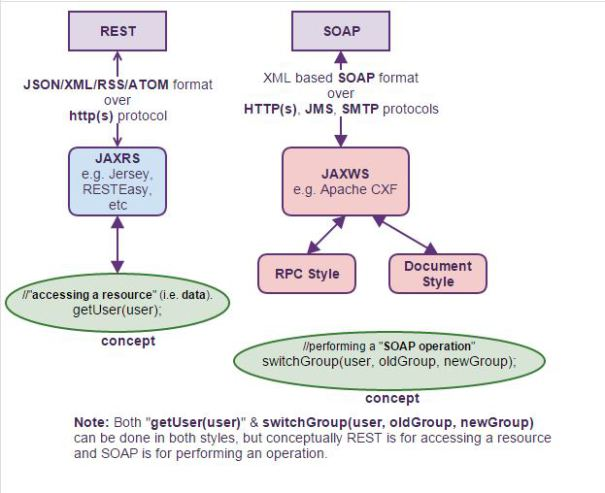 REST
JSON/XML/RSS/ATOM format
over
http(s) protocol
JAXRS
e.g. Jersey,
RESTEasy,
etc
//"accessing a resource" (i.e. data).
getUser(user);
concept
SOAP
XML based SOAP format
over
HTTP(s), JMS, SMTP protocols
JAXWS
e.g. Apache CXF
RPC Style
Document
Style
//performing a "SOAP operation"
switchGroup(user, oldGroup, newGroup);
concept
Note: Both "getUser(user)" & switchGroup(user, oldGroup, newGroup)
can be done in both styles, but conceptually REST is for accessing a resource
and SOAP is for performing an operation.